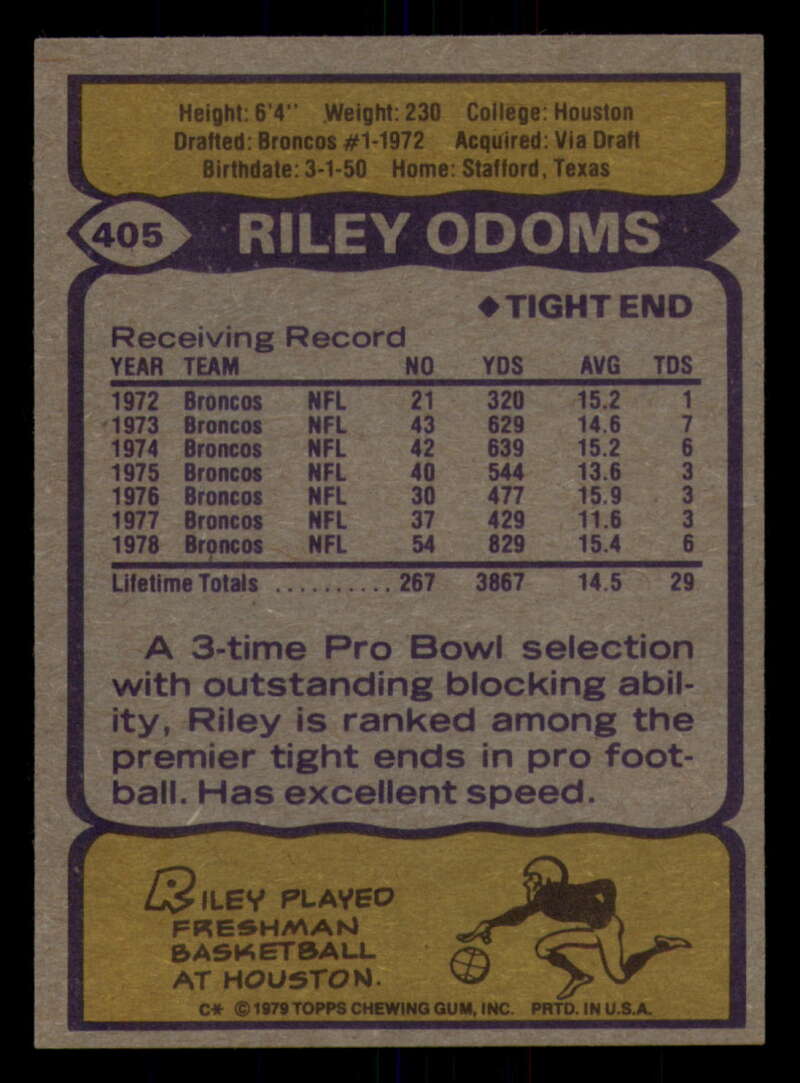 Height: 6'4" Weight: 230 College: Houston
Drafted: Broncos #1-1972 Acquired: Via Draft
Birthdate: 3-1-50 Home: Stafford, Texas
405 RILEY ODOMS
◆ TIGHT END
Receiving Record
YEAR TEAM NO YDS AVG TDS
1972 Broncos NFL 21 320 15.2 1
1973 Broncos NFL 43 629 14.6 7
1974 Broncos NFL 42 639 15.2 6
1975 Broncos NFL 40 544 13.6 3
1976 Broncos NFL 30 477 15.9 3
1977 Broncos NFL 37 429 11.6 3
1978 Broncos NFL 54 829 15.4 6
Lifetime Totals .......... 267 3867 14.5 29
A 3-time Pro Bowl selection
with outstanding blocking abil-
ity, Riley is ranked among the
premier tight ends in pro foot-
ball. Has excellent speed.
RILEY PLAYED
FRESHMAN
BASKETBALL
AT HOUSTON.
C* © 1979 TOPPS CHEWING GUM, INC. PRTD. IN U.S.A.